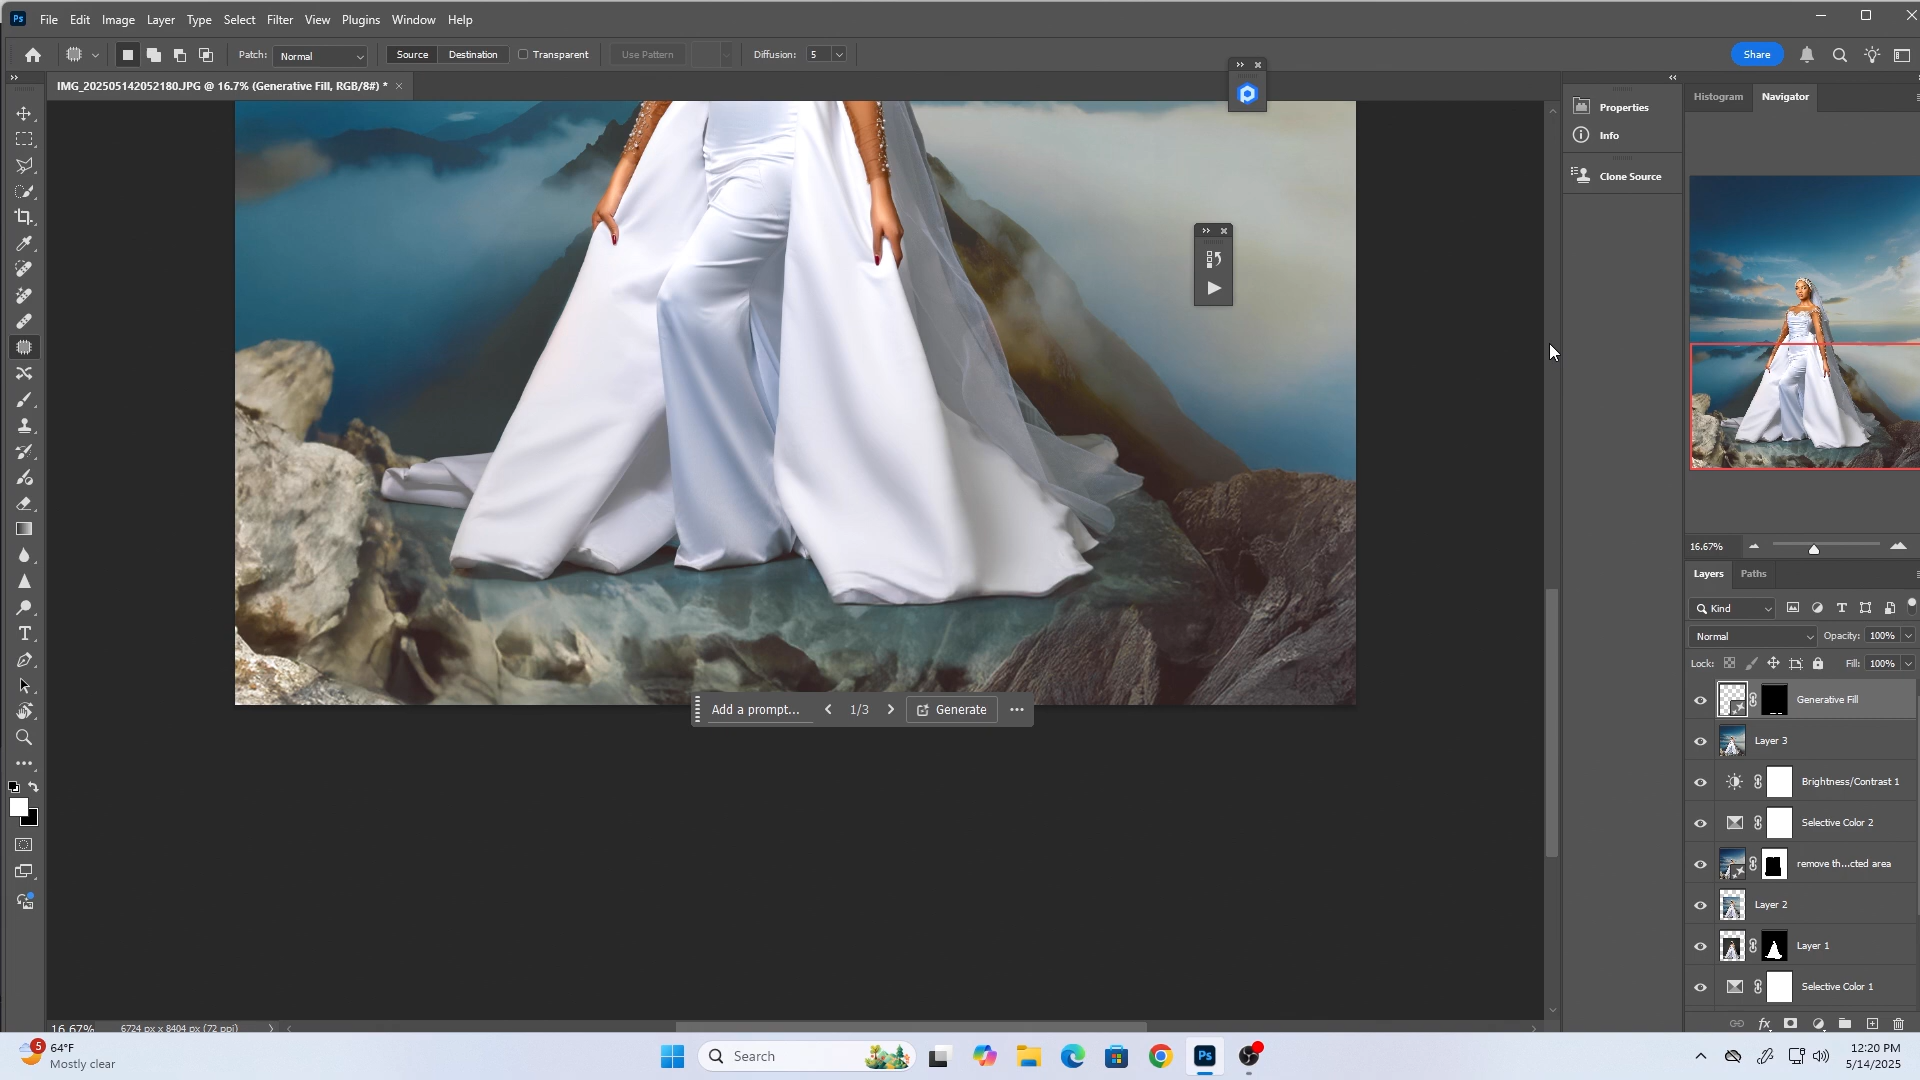 Ps File Edit Image Layer Type Select Filter View Plugins Window Help
Patch: Normal Source Destination Transparent Use Pattern Diffusion: 5 Share
IMG_202505142052180.JPG @ 16.7% (Generative Fill, RGB/8#) * ×
Histogram Navigator
Properties
Info
Clone Source
16.67%
Layers Paths
Kind
Normal Opacity: 100%
Lock: Fill: 100%
Generative Fill
Layer 3
Brightness/Contrast 1
Selective Color 2
remove th...cted area
Layer 2
Layer 1
Selective Color 1
Add a prompt... 1/3 Generate
16.67% 6724 px x 8404 px (72 ppi)
5 64°F
Mostly clear
Search
Ps
12:20 PM
5/14/2025